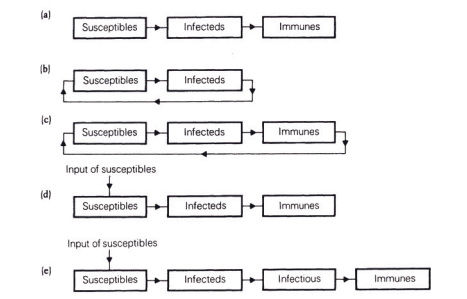 (a)
Susceptibles Infecteds Immunes
(b)
Susceptibles Infecteds
(c)
Susceptibles Infecteds Immunes
Input of susceptibles
(d)
Susceptibles Infecteds Immunes
Input of susceptibles
(e)
Susceptibles Infecteds Infectious Immunes